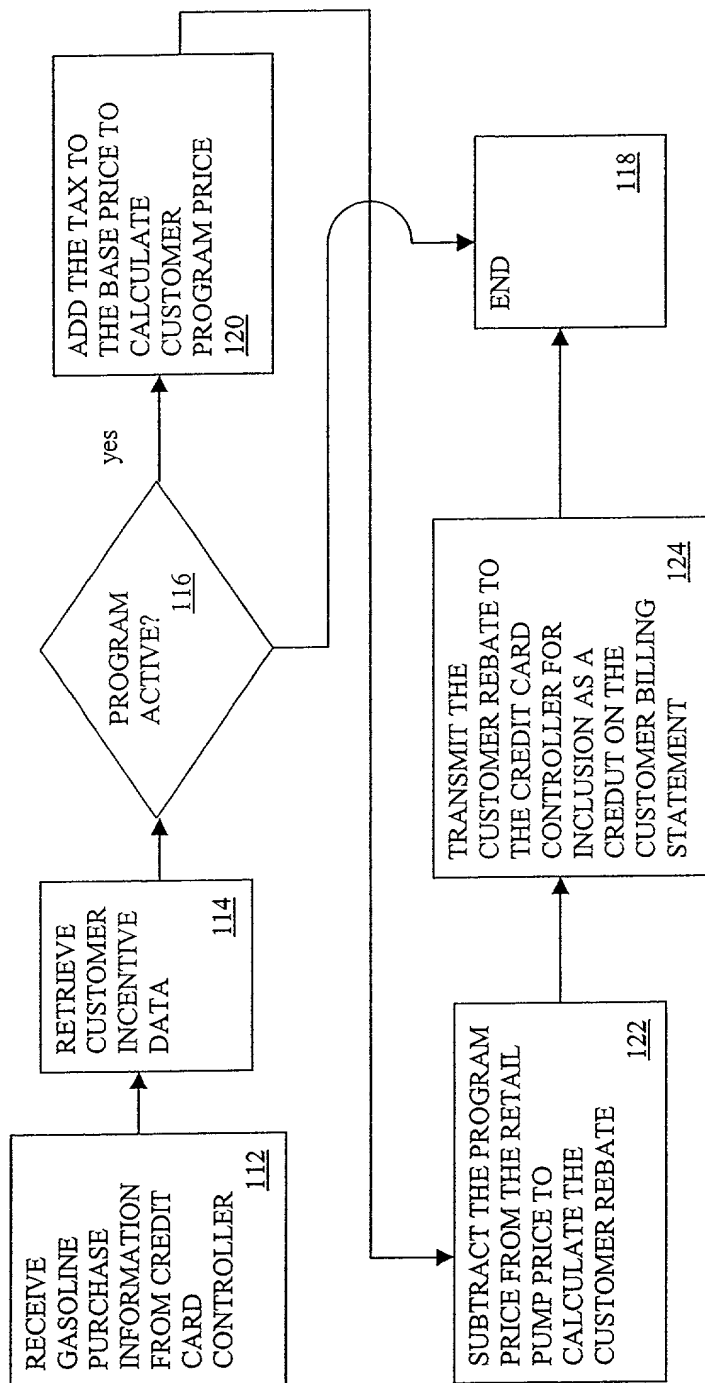 RECEIVE
GASOLINE
PURCHASE
INFORMATION
FROM CREDIT
CARD
CONTROLLER
112
RETRIEVE
CUSTOMER
INCENTIVE
DATA
114
PROGRAM
ACTIVE?
116
yes
ADD THE TAX TO
THE BASE PRICE TO
CALCULATE
CUSTOMER
PROGRAM PRICE
120
SUBTRACT THE PROGRAM
PRICE FROM THE RETAIL
PUMP PRICE TO
CALCULATE THE
CUSTOMER REBATE
122
TRANSMIT THE
CUSTOMER REBATE TO
THE CREDIT CARD
CONTROLLER FOR
INCLUSION AS A
CREDUT ON THE
CUSTOMER BILLING
STATEMENT
124
END
118